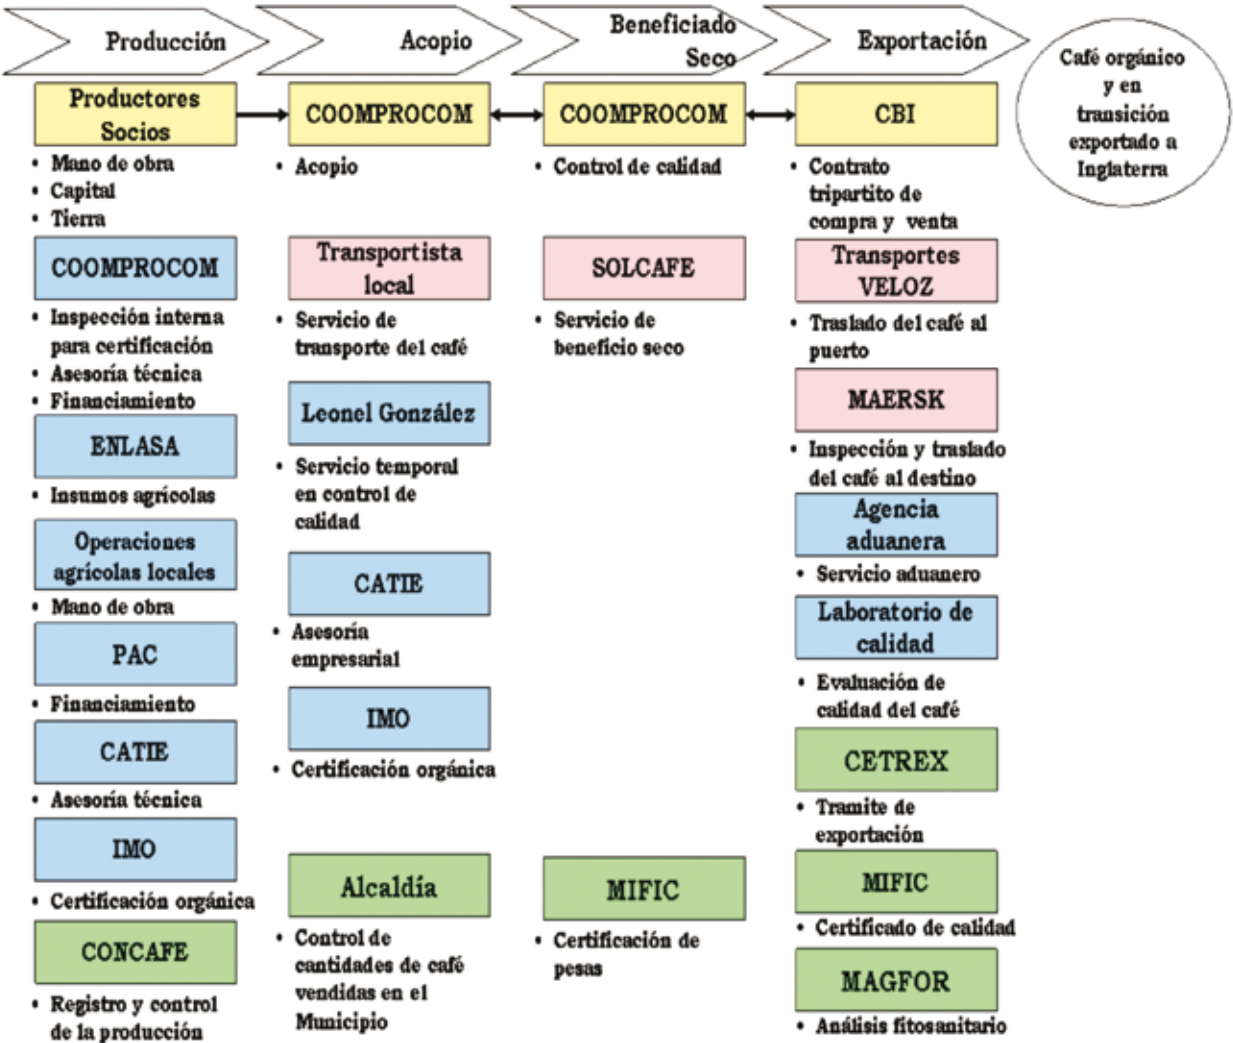 Producción
Acopio
Beneficiado
Seco
Exportación
Café orgánico
y en
transición
exportado a
Inglaterra
Productores
Socios
• Mano de obra
• Capital
• Tierra
COOMPROCOM
• Inspección interna
para certificación
• Asesoría técnica
• Financiamiento
ENLASA
• Insumos agrícolas
Operaciones
agrícolas locales
• Mano de obra
PAC
• Financiamiento
CATIE
• Asesoría técnica
IMO
• Certificación orgánica
CONCAFE
• Registro y control
de la producción
COOMPROCOM
• Acopio
Transportista
local
• Servicio de
transporte del café
Leonel González
• Servicio temporal
en control de
calidad
CATIE
• Asesoría
empresarial
IMO
• Certificación orgánica
Alcaldía
• Control de
cantidades de café
vendidas en el
Municipio
COOMPROCOM
• Control de calidad
SOLCAFE
• Servicio de
beneficio seco
MIFIC
• Certificación de
pesas
CBI
• Contrato
tripartito de
compra y venta
Transportes
VELOZ
• Traslado del café al
puerto
MAERSK
• Inspección y traslado
del café al destino
Agencia
aduanera
• Servicio aduanero
Laboratorio de
calidad
• Evaluación de
calidad del café
CETREX
• Tramite de
exportación
MIFIC
• Certificado de calidad
MAGFOR
• Análisis fitosanitario